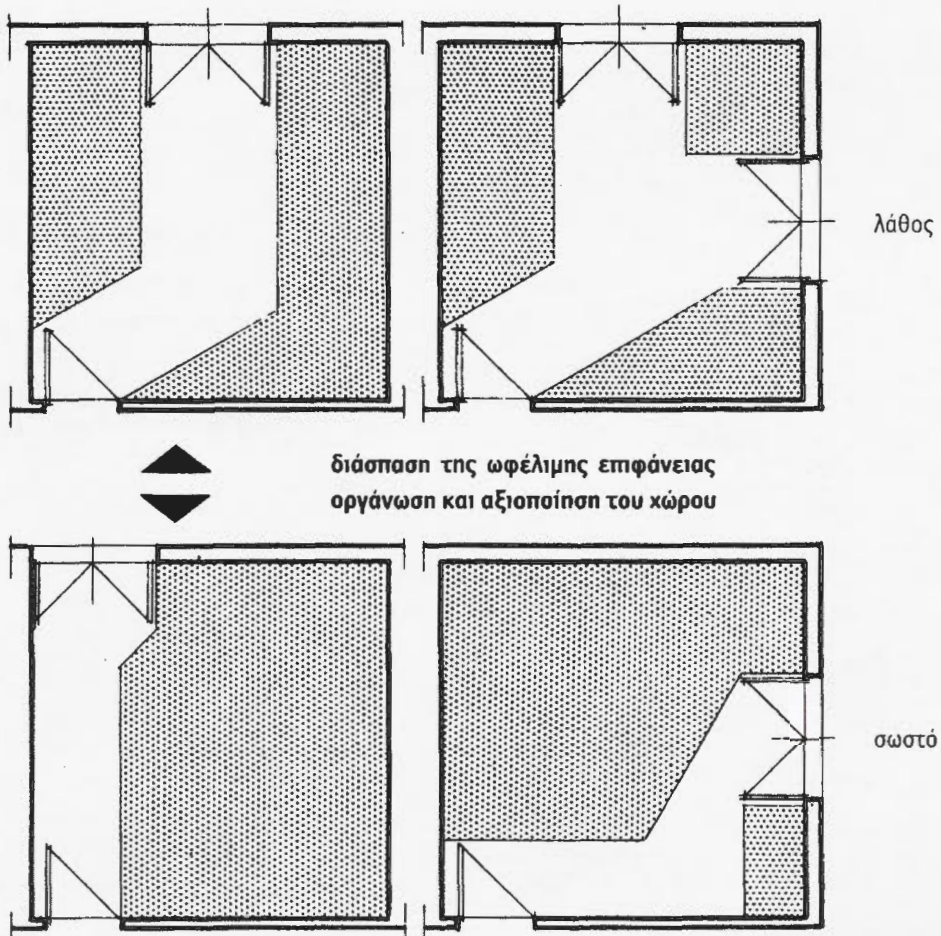 λάθος
διάσπαση της ωφέλιμης επιφάνειας
οργάνωση και αξιοποίηση του χώρου
σωστό